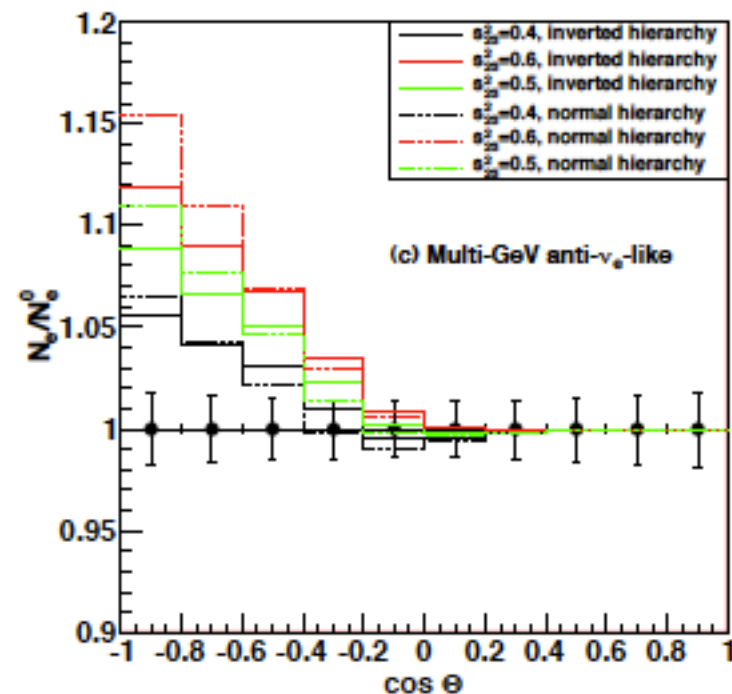 1.2
1.15
1.1
1.05
1
0.95
0.9
N_e/N_e^0
s²₂₃=0.4, inverted hierarchy
s²₂₃=0.6, inverted hierarchy
s²₂₃=0.5, inverted hierarchy
s²₂₃=0.4, normal hierarchy
s²₂₃=0.6, normal hierarchy
s²₂₃=0.5, normal hierarchy
(c) Multi-GeV anti-νₑ-like
-1 -0.8 -0.6 -0.4 -0.2 0 0.2 0.4 0.6 0.8 1
cos Θ